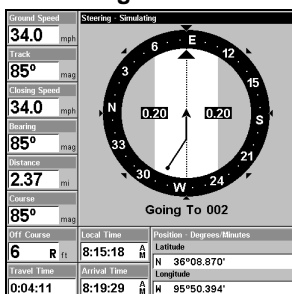 Ground Speed
34.0 mph
Track
85° mag
Closing Speed
34.0 mph
Bearing
85° mag
Distance
2.37 mi
Course
85° mag
Off Course
6 R ft
Travel Time
0:04:11
Steering - Simulating
E
12
15
S
21
24
W
30
33
N
3
6
0.20 0.20
Going To 002
Local Time
8:15:18 AM
Arrival Time
8:19:29 AM
Position - Degrees/Minutes
Latitude
N 36°08.870'
Longitude
W 95°50.394'